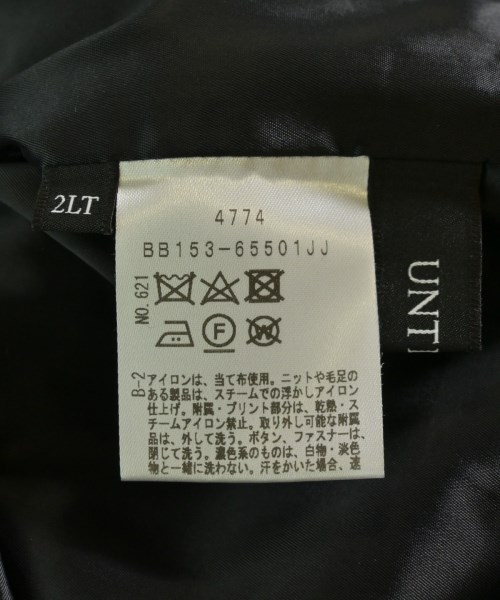 2LT
4774
BB153-65501JJ
NO.621
F
W
B-2
アイロンは、当て布使用。ニットや毛足の
ある製品は、スチームでの浮かしアイロン
仕上げ。附属・プリント部分は、乾熱・ス
チームアイロン禁止。取り外し可能な附属
品は、外して洗う。ボタン、ファスナーは、
閉じて洗う。濃色系のものは、白物・淡色
物と一緒に洗わない。汗をかいた場合、速
UNTI